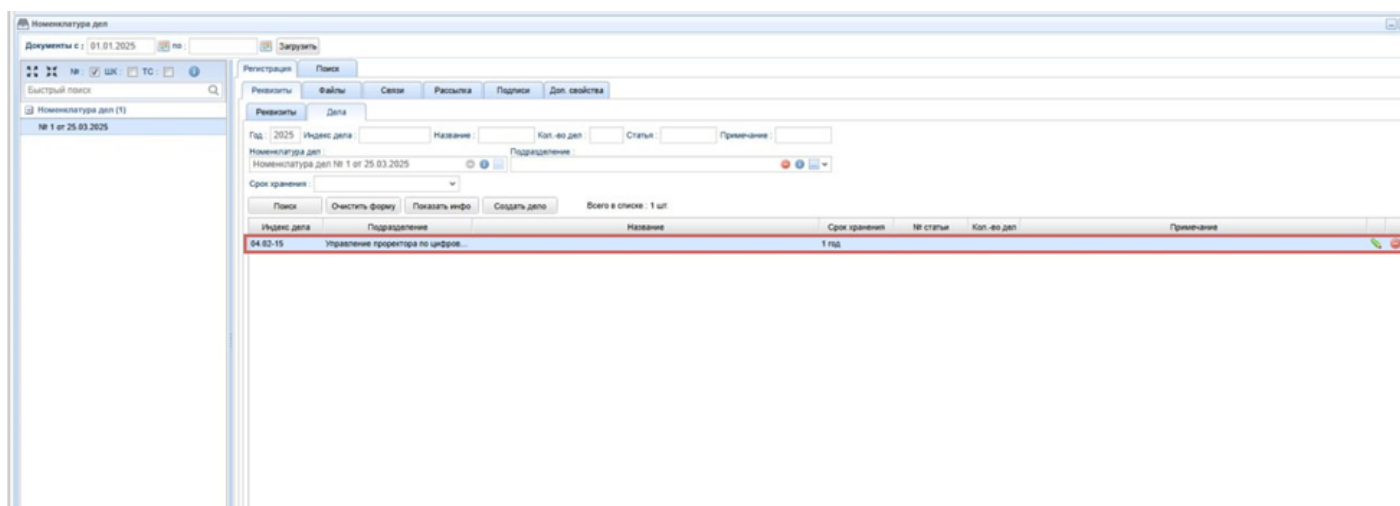 Номенклатура дел
Документы с : 01.01.2025 по : Загрузить
№ : ШК : ТС :
Быстрый поиск
Номенклатура дел (1)
№ 1 от 25.03.2025
Регистрация Поиск
Реквизиты Файлы Связи Рассылка Подписи Доп. свойства
Реквизиты Дела
Год : 2025 Индекс дела : Название : Кол.-во дел : Статья : Примечание :
Номенклатура дел : Подразделение :
Номенклатура дел № 1 от 25.03.2025
Срок хранения :
Поиск Очистить форму Показать инфо Создать дело Всего в списке : 1 шт.
Индекс дела Подразделение Название Срок хранения № статьи Кол.-во дел Примечание
04.02-15 Управление проректора по цифров... 1 год